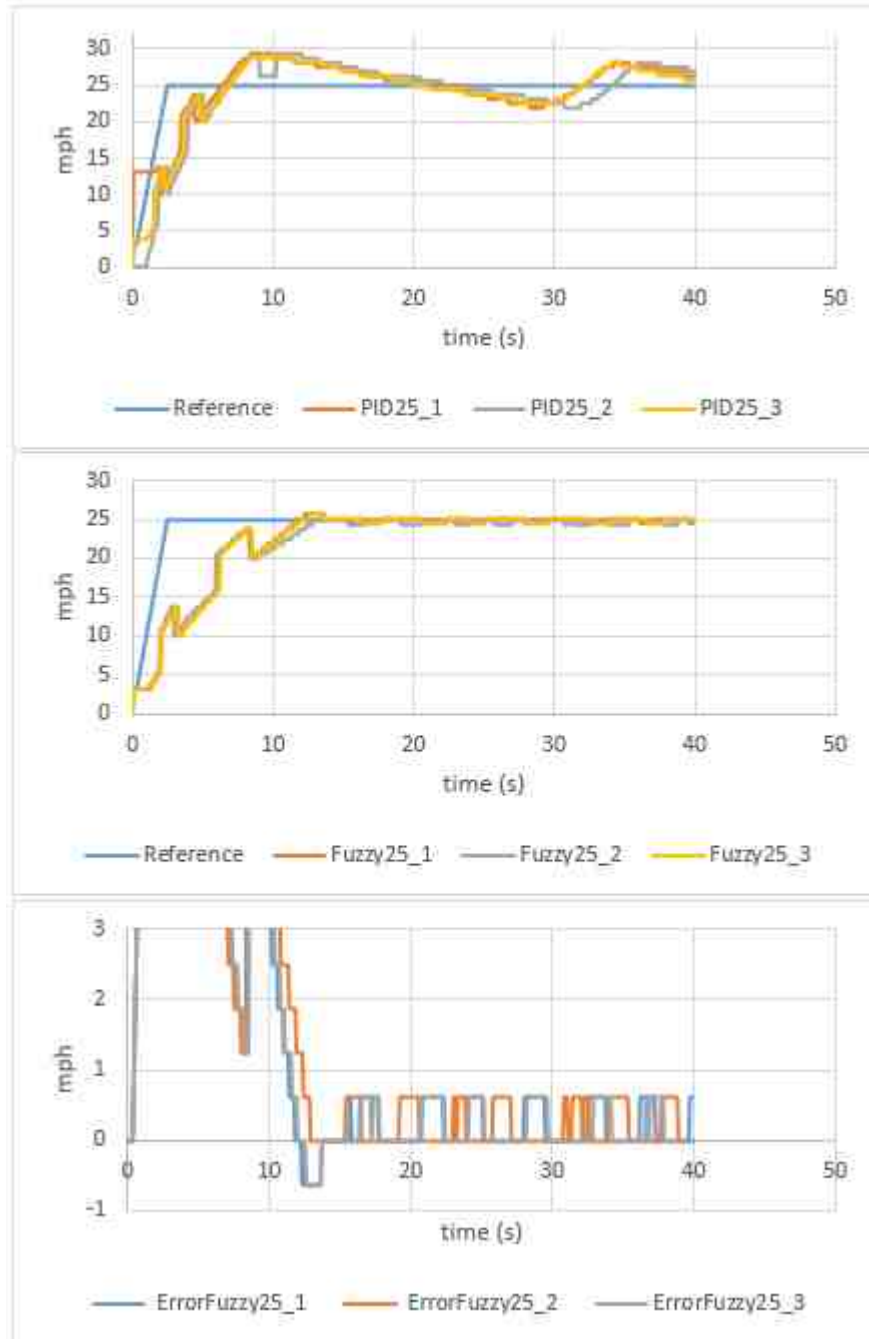 30
25
20
15
10
5
0
mph
0 10 20 30 40 50
time (s)
Reference PID25_1 PID25_2 PID25_3
30
25
20
15
10
5
0
mph
0 10 20 30 40 50
time (s)
Reference Fuzzy25_1 Fuzzy25_2 Fuzzy25_3
3
2
1
0
-1
mph
0 10 20 30 40 50
time (s)
ErrorFuzzy25_1 ErrorFuzzy25_2 ErrorFuzzy25_3